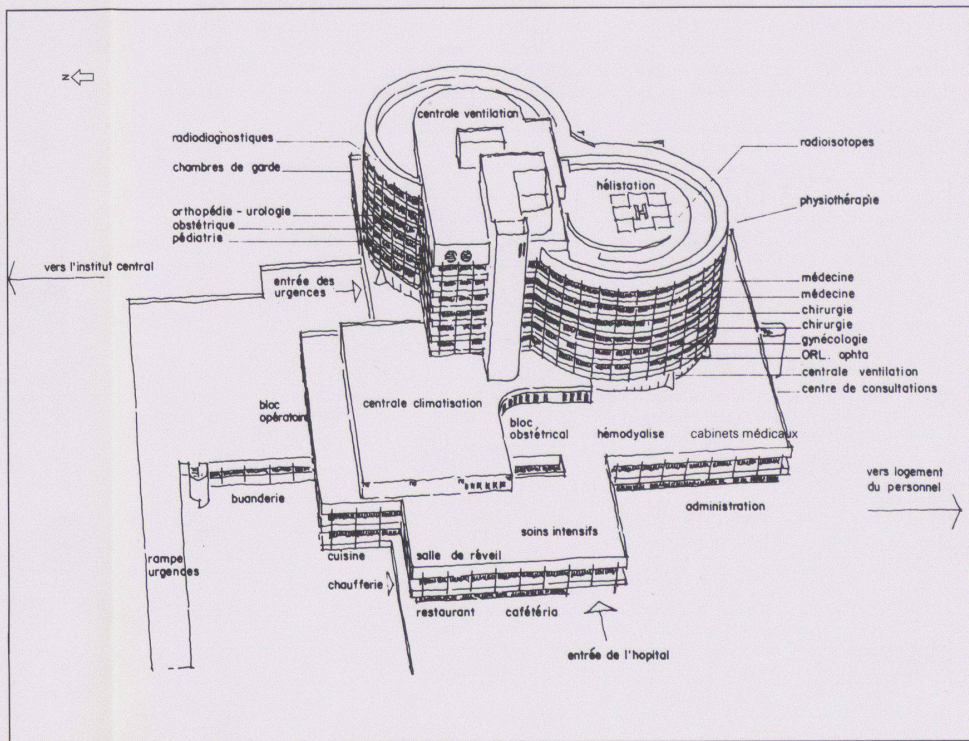 N
centrale ventilation
radiodiagnostiques
chambres de garde
orthopédie - urologie
obstétrique
pédiatrie
vers l'institut central
entrée des
urgences
radioisotopes
hélistation
H
physiothérapie
médecine
médecine
chirurgie
chirurgie
gynécologie
ORL. ophta
centrale ventilation
centre de consultations
centrale climatisation
bloc
opératoire
bloc
obstétrical
hémodyalise
cabinets médicaux
vers logement
du personnel
buanderie
administration
soins intensifs
rampe
urgences
cuisine
salle de réveil
chaufferie
restaurant
cafétéria
entrée de l'hopital